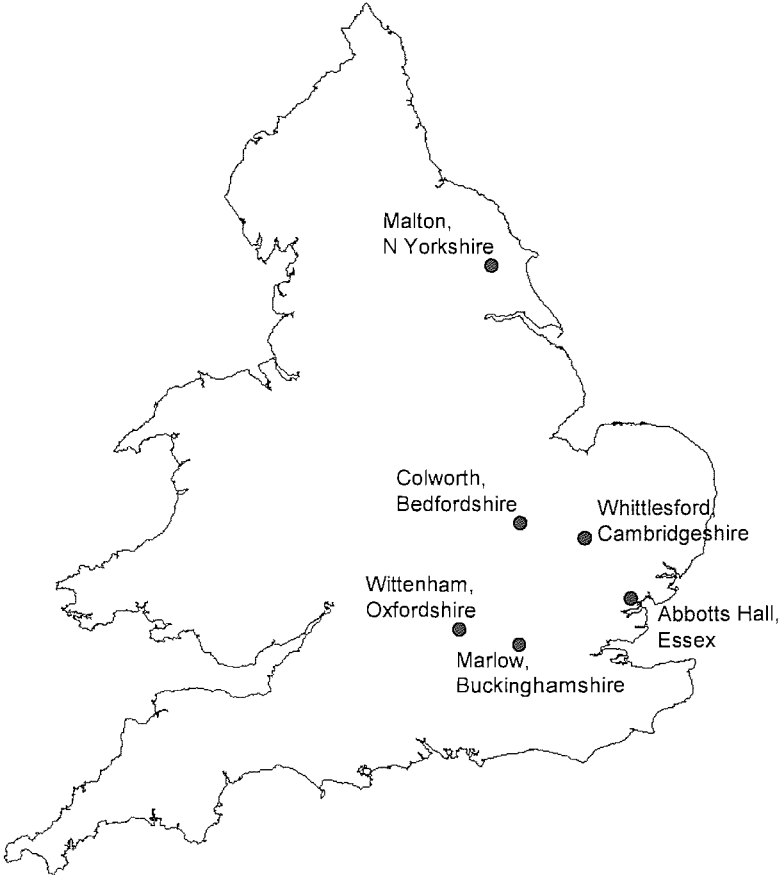 Malton,
N Yorkshire
Colworth,
Bedfordshire
Whittlesford,
Cambridgeshire
Wittenham,
Oxfordshire
Abbotts Hall,
Essex
Marlow,
Buckinghamshire